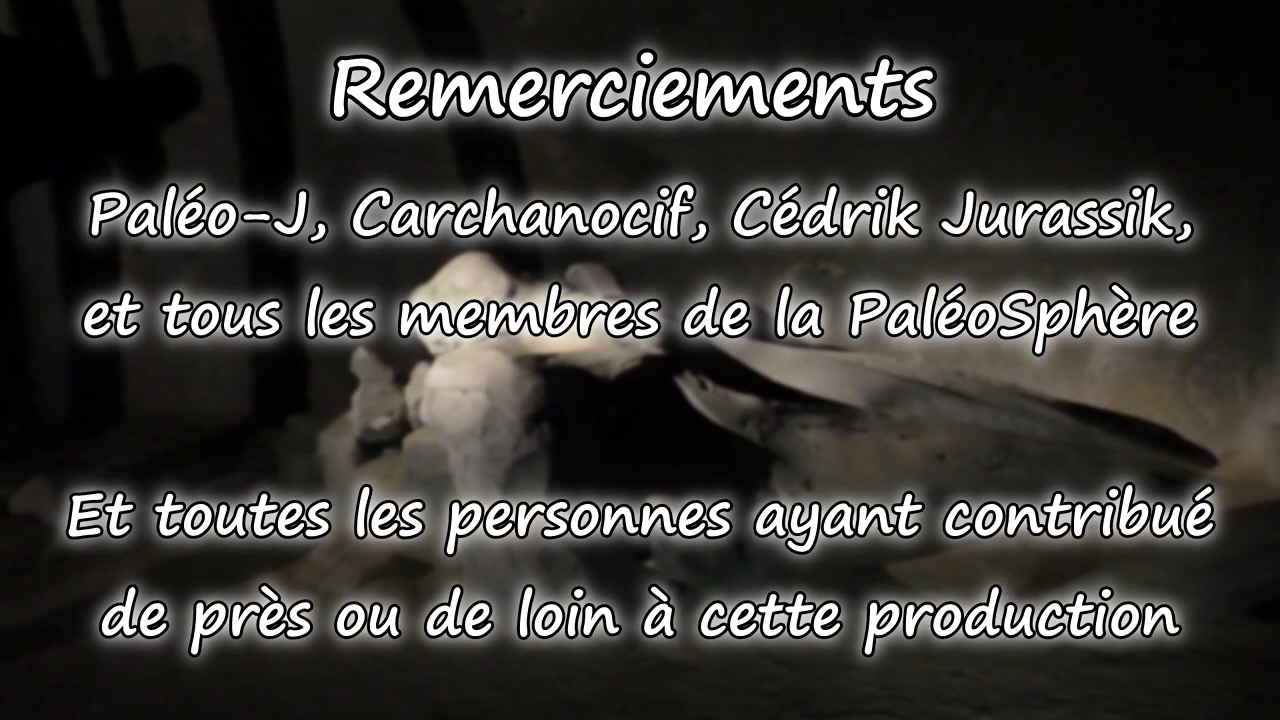 Remerciements
Paléo-J, Carchanocif, Cédrik Jurassik,
et tous les membres de la PaléoSphère
Et toutes les personnes ayant contribué
de près ou de loin à cette production